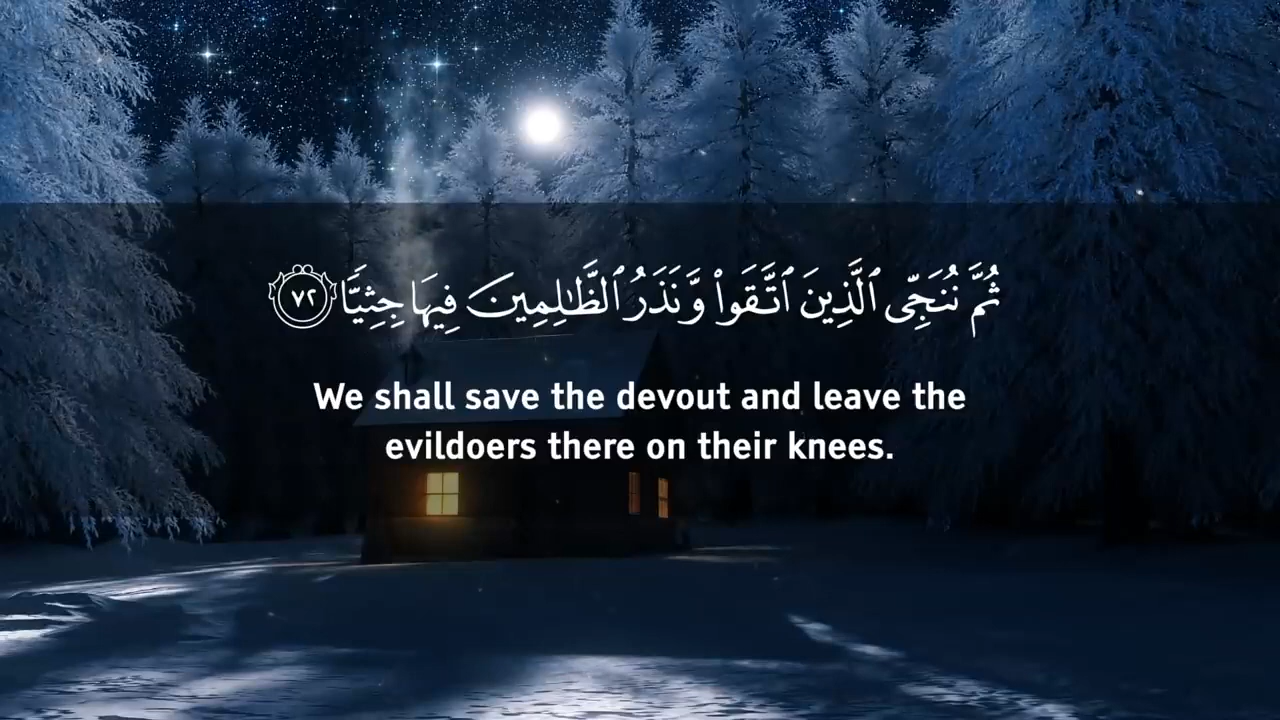 ثُمَّ نُنَجِّى ٱلَّذِينَ ٱتَّقَوا۟ وَّنَذَرُ ٱلظَّـٰلِمِينَ فِيهَا جِثِيًّا ٧٢
We shall save the devout and leave the
evildoers there on their knees.